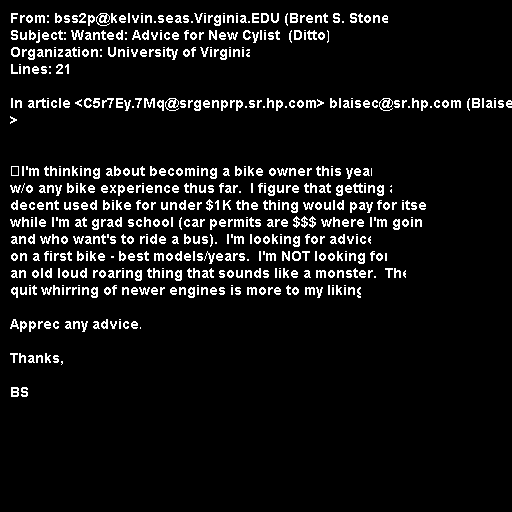 From: bss2p@kelvin.seas.Virginia.EDU (Brent S. Stone
Subject: Wanted: Advice for New Cylist  (Ditto)
Organization: University of Virginia
Lines: 21

In article <C5r7Ey.7Mq@srgenprp.sr.hp.com> blaisec@sr.hp.com (Blaise
>

I'm thinking about becoming a bike owner this year
w/o any bike experience thus far.  I figure that getting a
decent used bike for under $1K the thing would pay for itse
while I'm at grad school (car permits are $$$ where I'm goin
and who want's to ride a bus).  I'm looking for advice
on a first bike - best models/years.  I'm NOT looking for
an old loud roaring thing that sounds like a monster.  The
quit whirring of newer engines is more to my liking

Apprec any advice.

Thanks,

BS